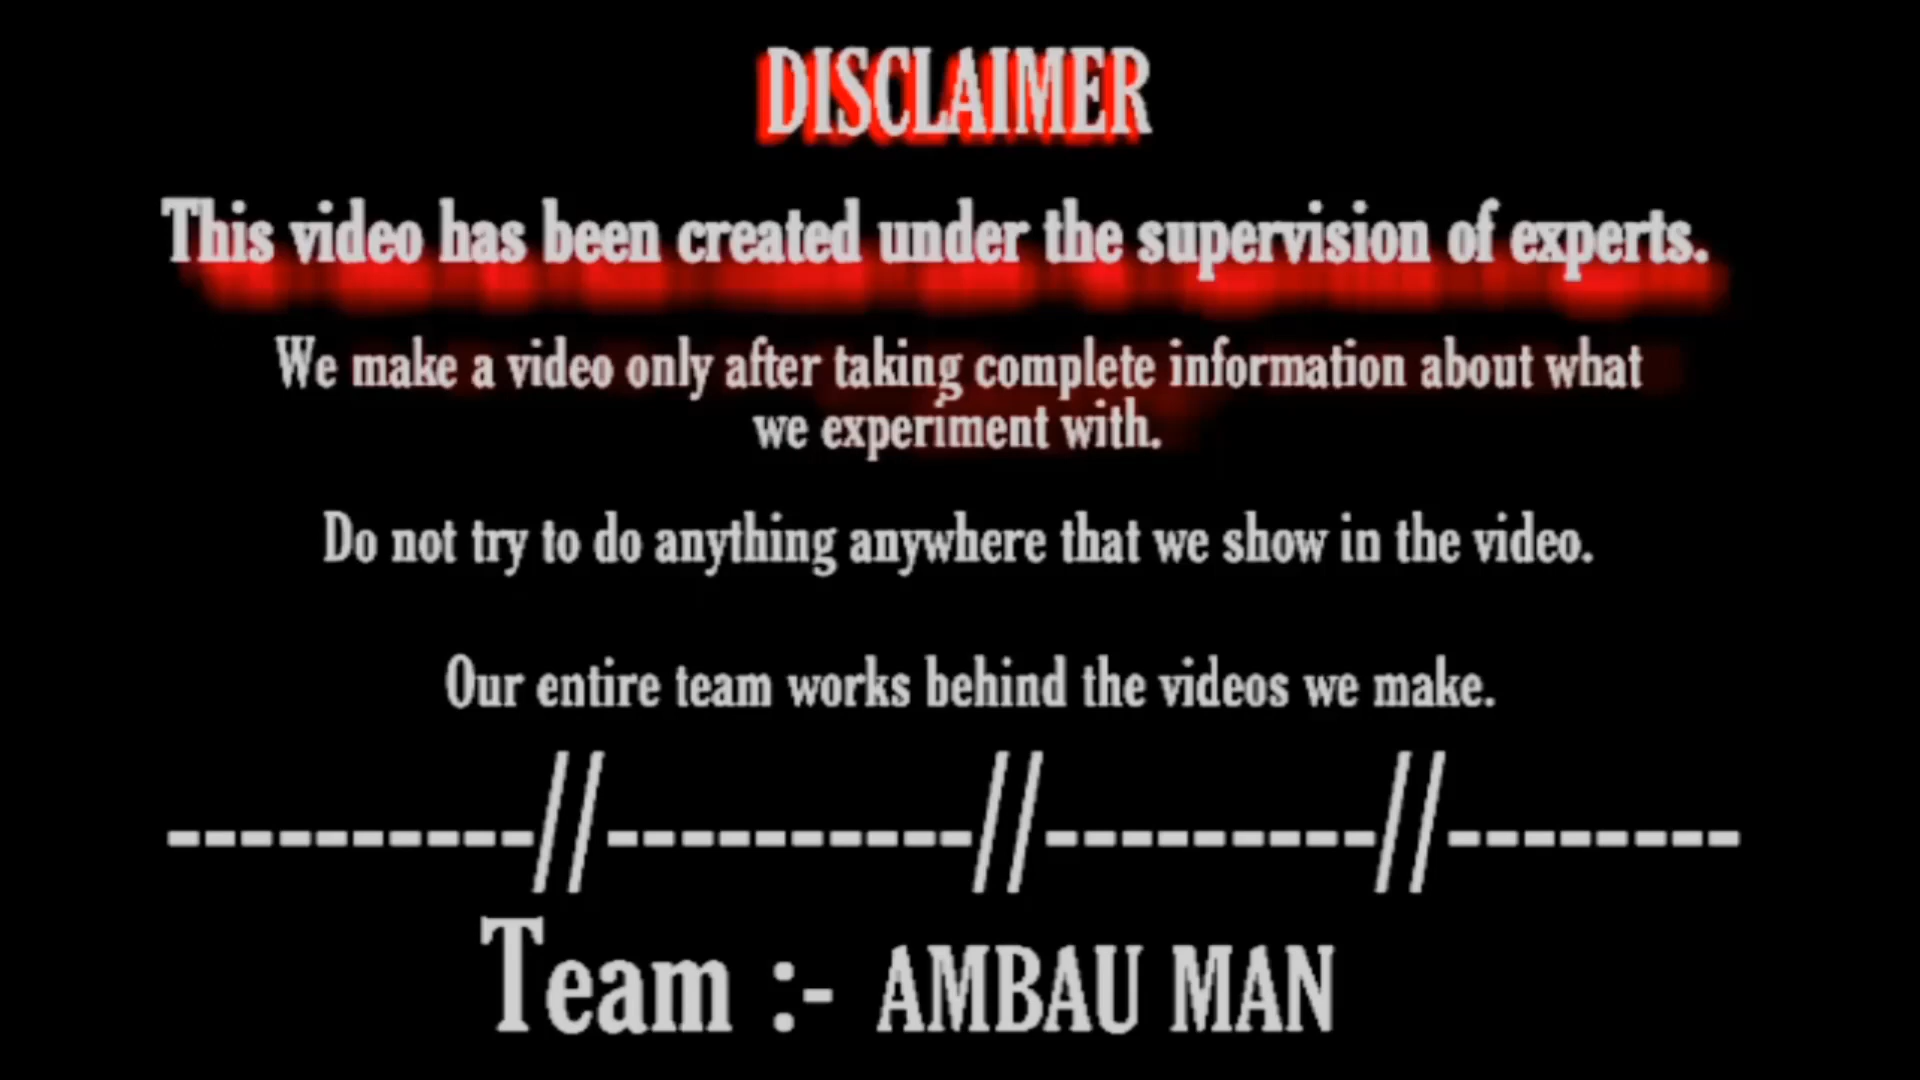 DISCLAIMER
This video has been created under the supervision of experts.
We make a video only after taking complete information about what
we experiment with.
Do not try to do anything anywhere that we show in the video.
Our entire team works behind the videos we make.
----------//----------//---------//--------
Team :- AMBAU MAN